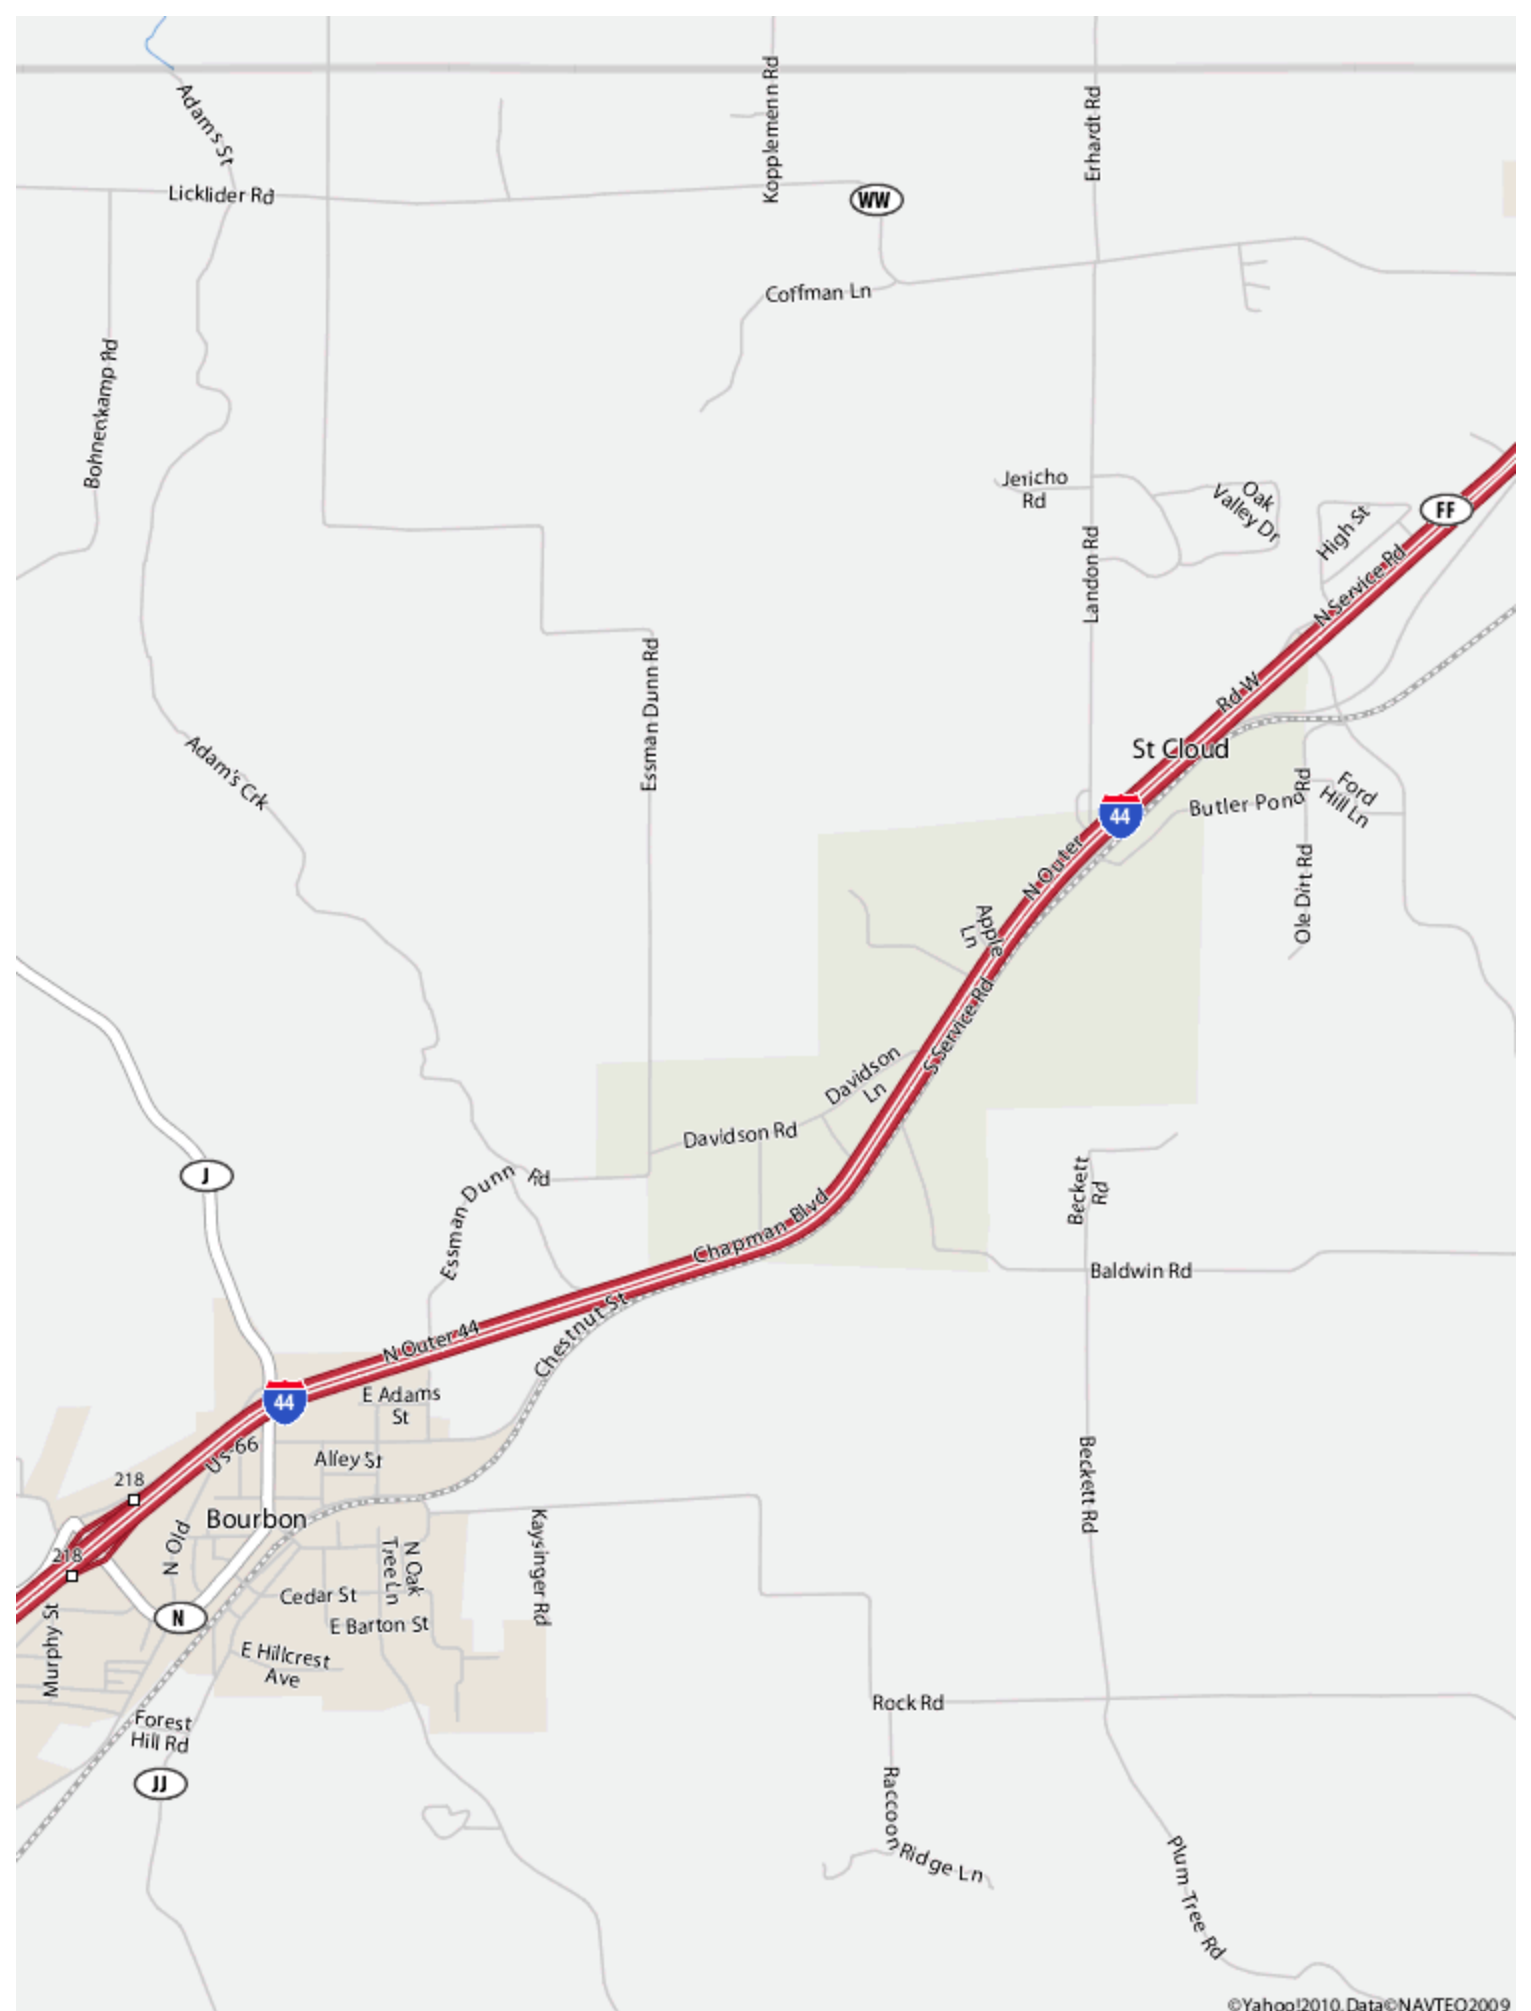 Adams St
Kopplemenn Rd
Erhardt Rd
Licklider Rd
WW
Coffman Ln
Bohnenkamp Rd
Jericho
Rd
Oak
Valley Dr
High St
FF
Landon Rd
N Service Rd
Essman Dunn Rd
Rd W
St Cloud
Adam's Crk
44
Butler Pond Rd
Ford
Hill Ln
N Outer
Ole Dirt Rd
Apple
Ln
S Service Rd
Davidson
Ln
Davidson Rd
J
Essman Dunn Rd
Beckett
Rd
Chapman Blvd
Baldwin Rd
Chestnut St
N Outer 44
44
E Adams
St
US-66
Alley St
218
Bourbon
Beckett Rd
N Old
218
N Oak
Tree Ln
Kaysinger Rd
Cedar St
N
E Barton St
Murphy St
E Hillcrest
Ave
Rock Rd
Forest
Hill Rd
JJ
Raccoon Ridge Ln
Plum Tree Rd
©Yahoo!2010,Data©NAVTEQ2009